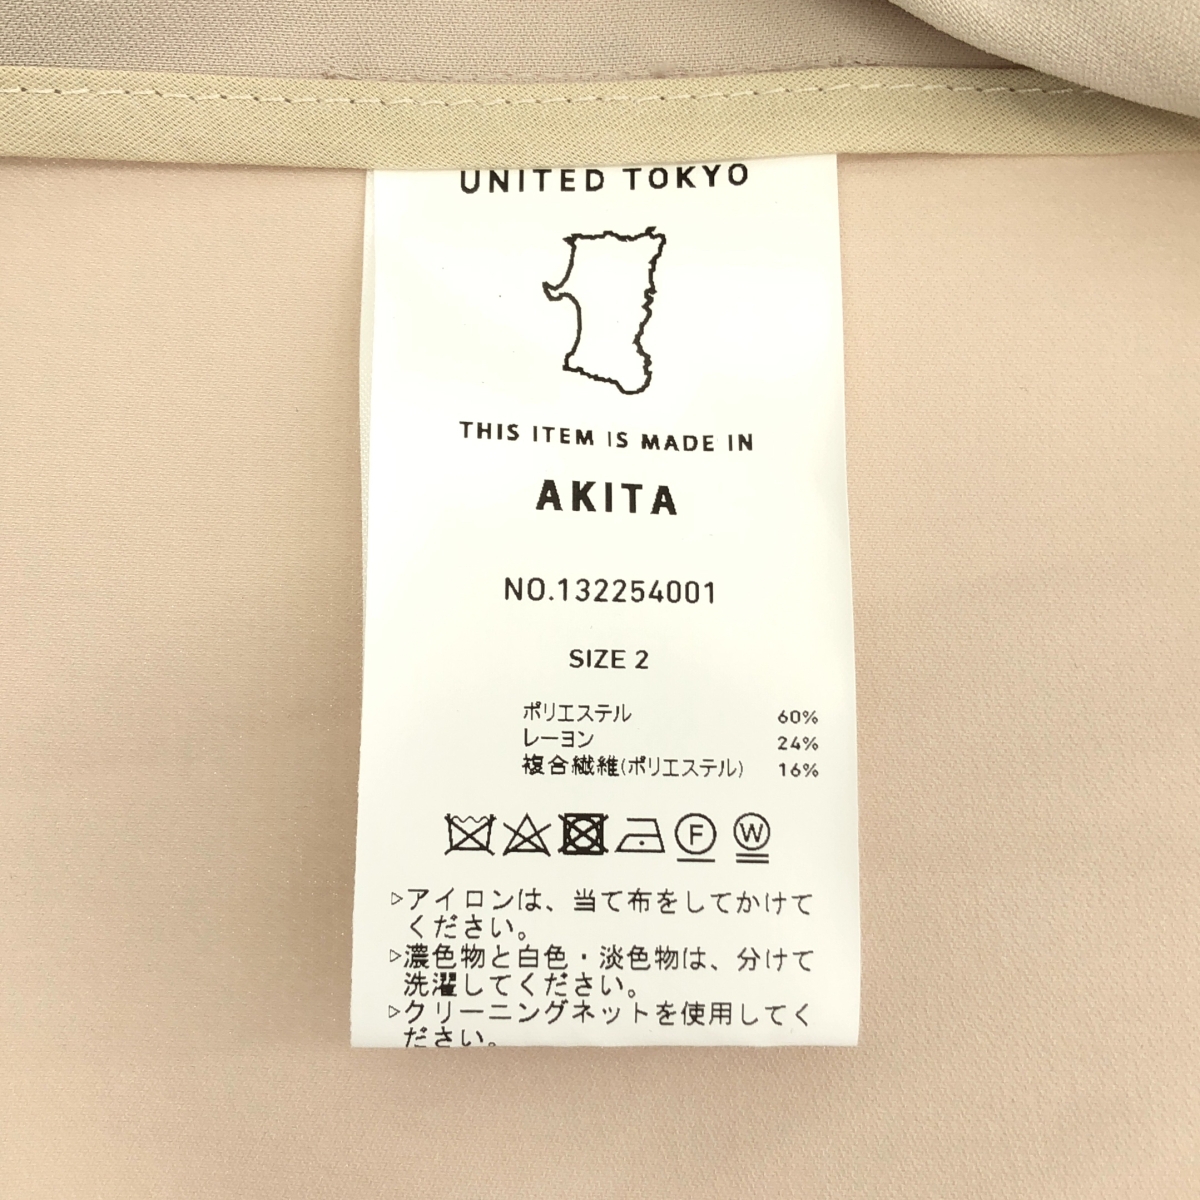 UNITED TOKYO
THIS ITEM IS MADE IN
AKITA
NO.132254001
SIZE 2
ポリエステル 60%
レーヨン 24%
複合繊維(ポリエステル) 16%
F W
▷アイロンは、当て布をしてかけて
ください。
▷濃色物と白色・淡色物は、分けて
洗濯してください。
▷クリーニングネットを使用してく
ださい。